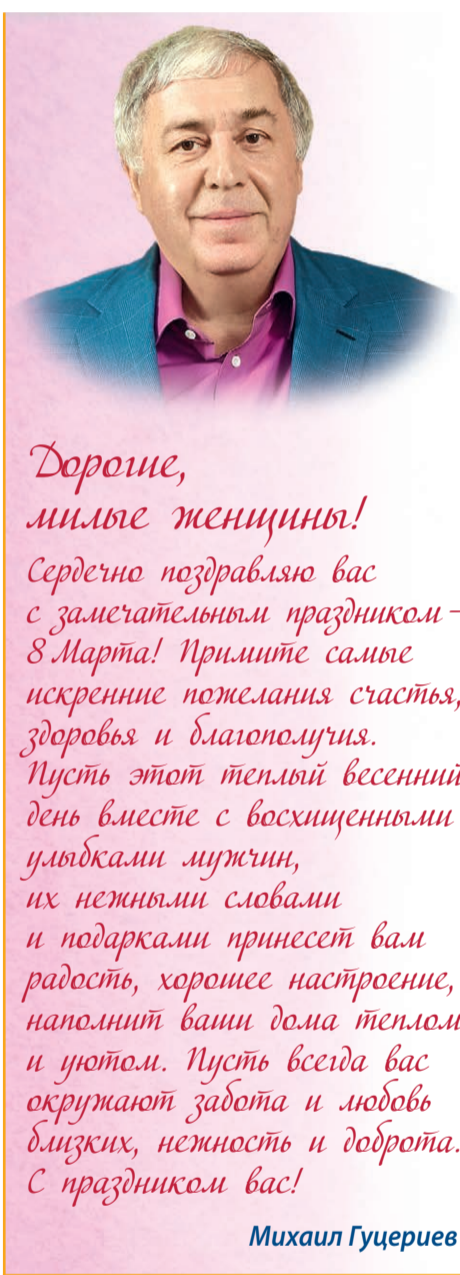 Дорогие,
милые женщины!
Сердечно поздравляю вас
с замечательным праздником –
8 Марта! Примите самые
искренние пожелания счастья,
здоровья и благополучия.
Пусть этот теплый весенний
день вместе с восхищенными
улыбками мужчин,
их нежными словами
и подарками принесет вам
радость, хорошее настроение,
наполнит ваши дома теплом
и уютом. Пусть всегда вас
окружают забота и любовь
близких, нежность и доброта.
С праздником вас!
Михаил Гуцериев